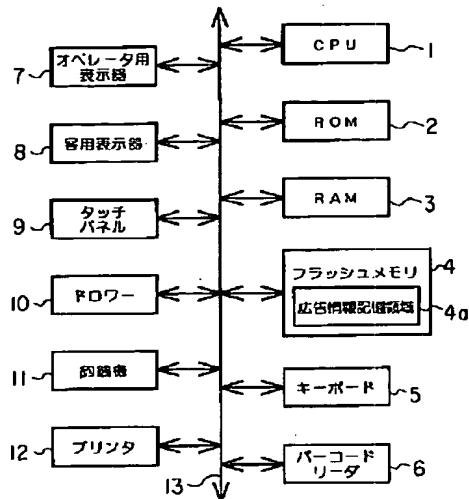 オペレータ用
表示器
7
客用表示器
8
タッチ
パネル
9
ドロワー
10
釣銭機
11
プリンタ
12
13
CPU
1
ROM
2
RAM
3
フラッシュメモリ
4
広告情報記憶領域
4a
キーボード
5
バーコード
リーダ
6